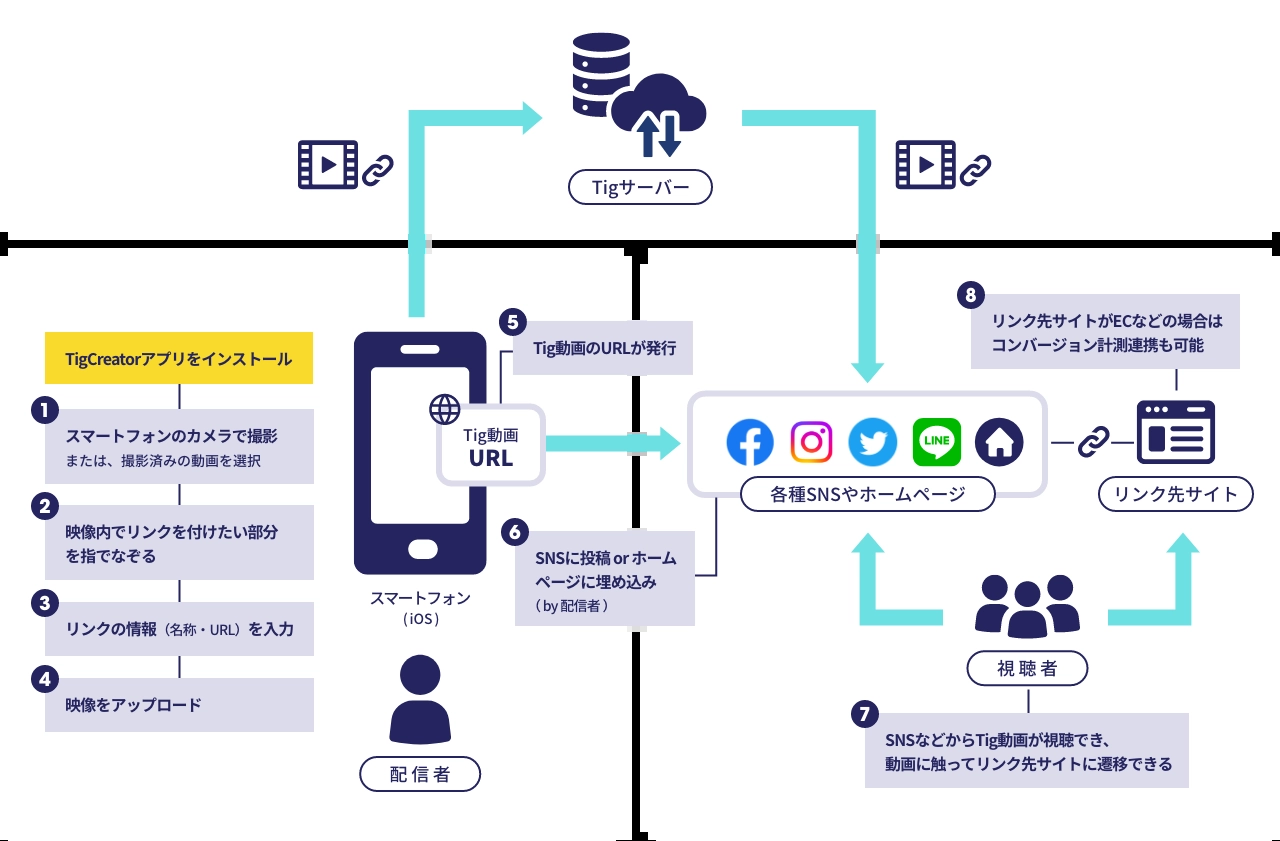 Tigサーバー
TigCreatorアプリをインストール
1
スマートフォンのカメラで撮影
または、撮影済みの動画を選択
2
映像内でリンクを付けたい部分
を指でなぞる
3
リンクの情報（名称・URL）を入力
4
映像をアップロード
5
Tig動画のURLが発行
Tig動画
URL
スマートフォン
（iOS）
配信者
6
SNSに投稿 or ホーム
ページに埋め込み
（ by 配信者 ）
LINE
各種SNSやホームページ
8
リンク先サイトがECなどの場合は
コンバージョン計測連携も可能
リンク先サイト
視聴者
7
SNSなどからTig動画が視聴でき、
動画に触ってリンク先サイトに遷移できる